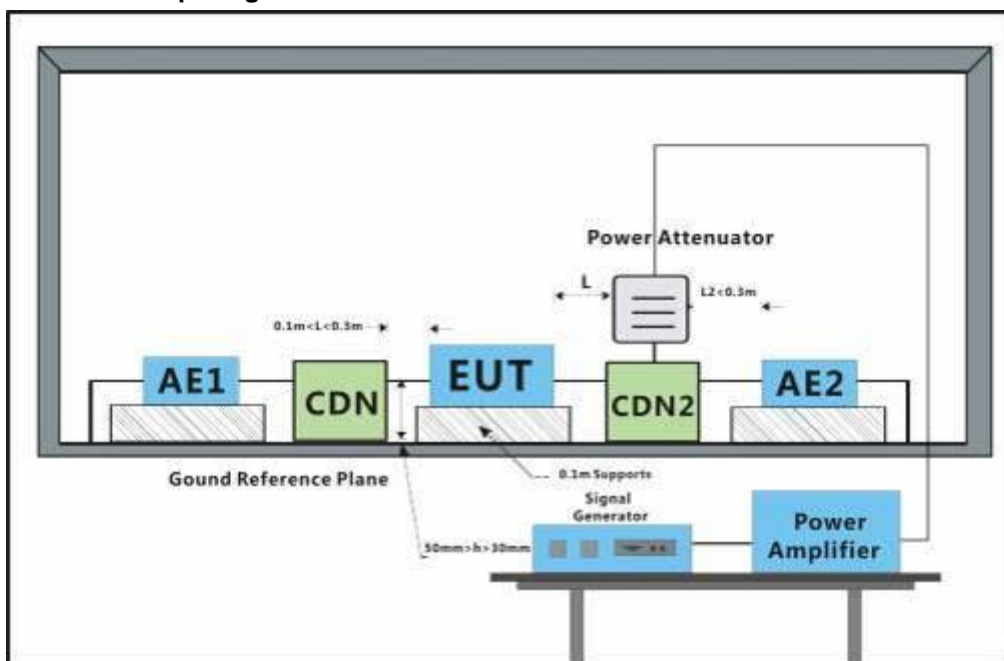 Power Attenuator
L
L2<0.3m
0.1m<L<0.3m
AE1
CDN
EUT
CDN2
AE2
Gound Reference Plane
0.1m Supports
Signal
Generator
50mm>h>30mm
Power
Amplifier